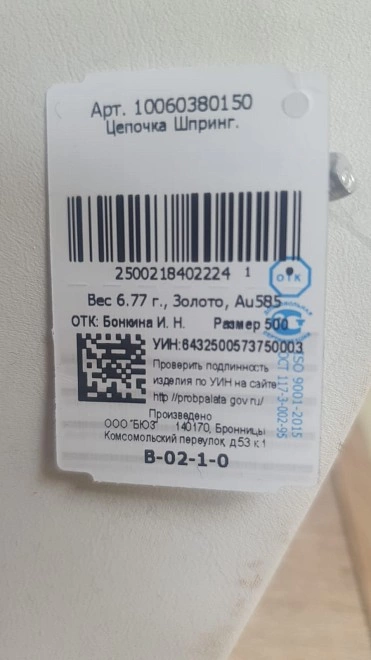 Арт. 10060380150
Цепочка Шпринг.
2500218402224 1
ОТК
Вес 6.77 г., Золото, Au585
ОТК: Бонкина И. Н. Размер 500
УИН:6432500573750003
Проверить подлинность
изделия по УИН на сайте
http://probpalata.gov.ru/
Произведено
ООО "БЮЗ" 140170, Бронницы
Комсомольский переулок, д.53 к.1
В-02-1-0
ISO 9001-2015
ОСТ 117-3-002-95